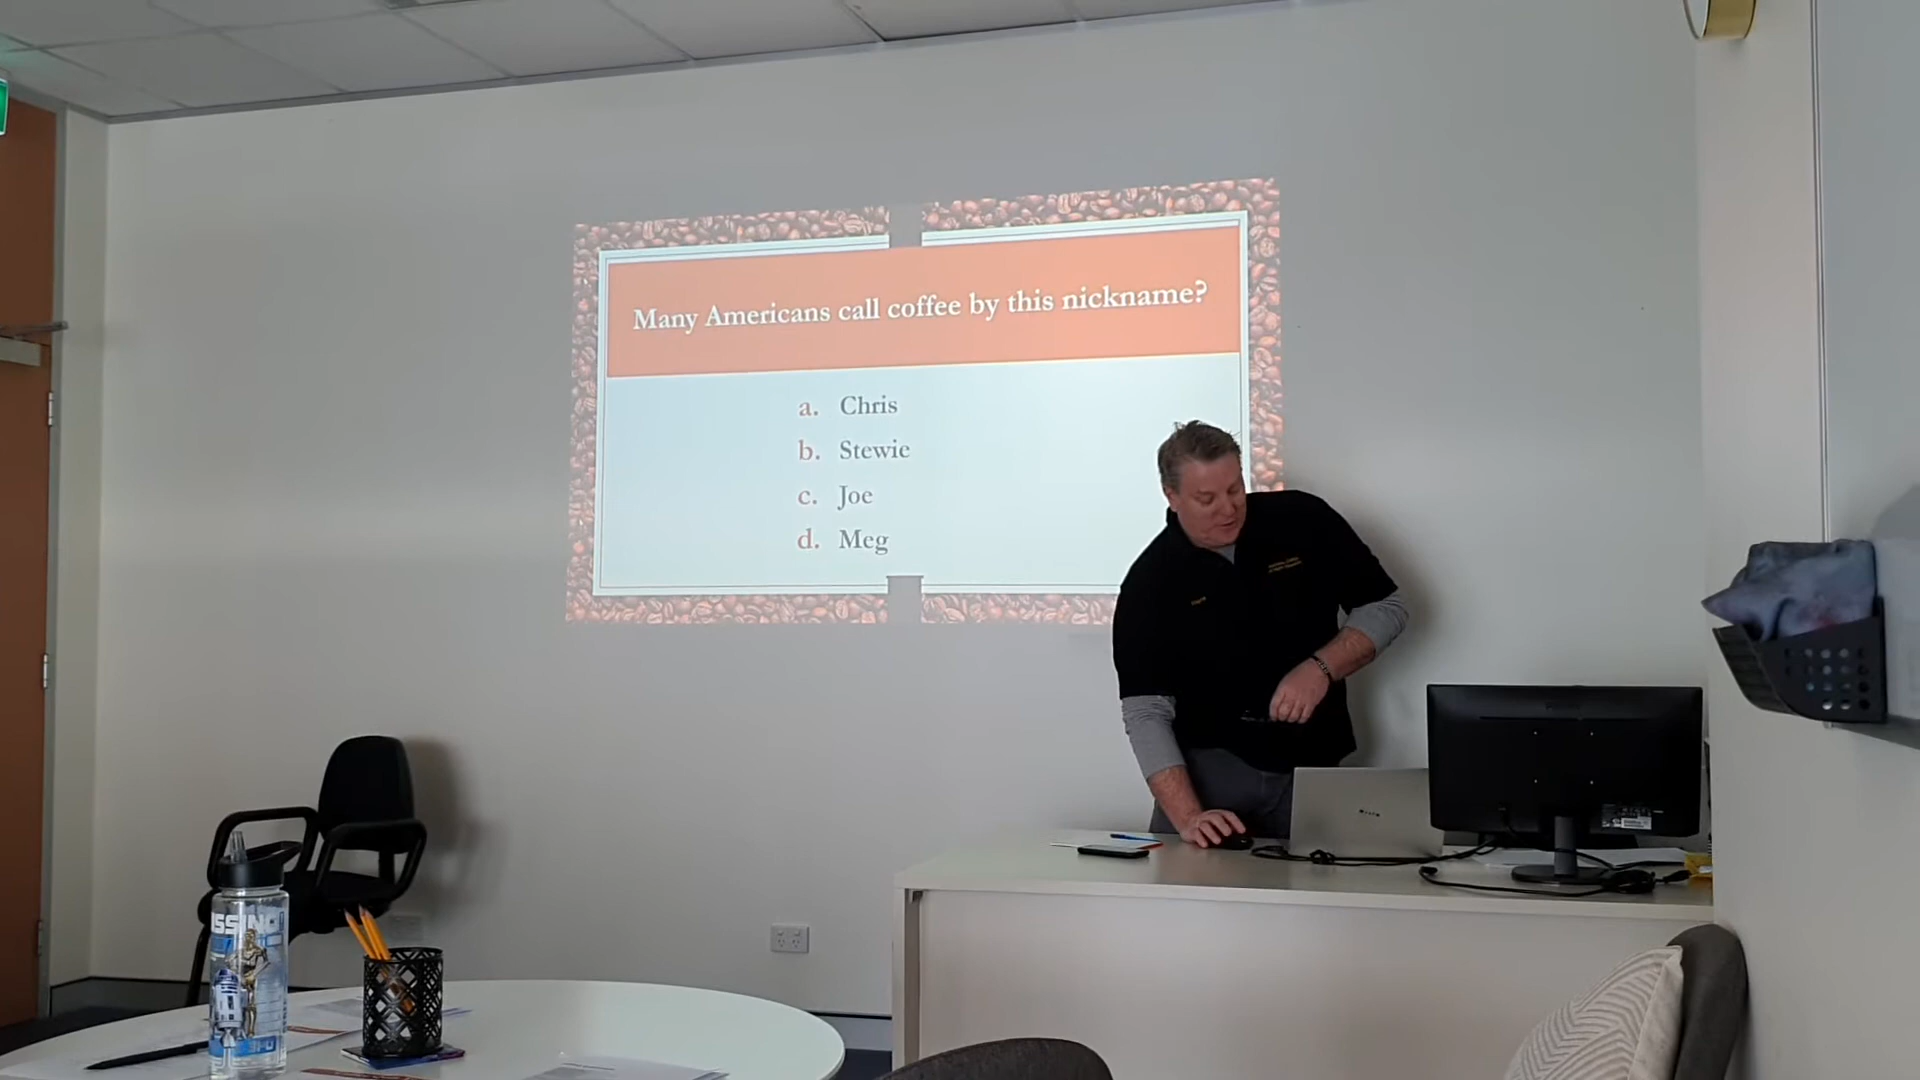 Many Americans call coffee by this nickname?
a. Chris
b. Stewie
c. Joe
d. Meg